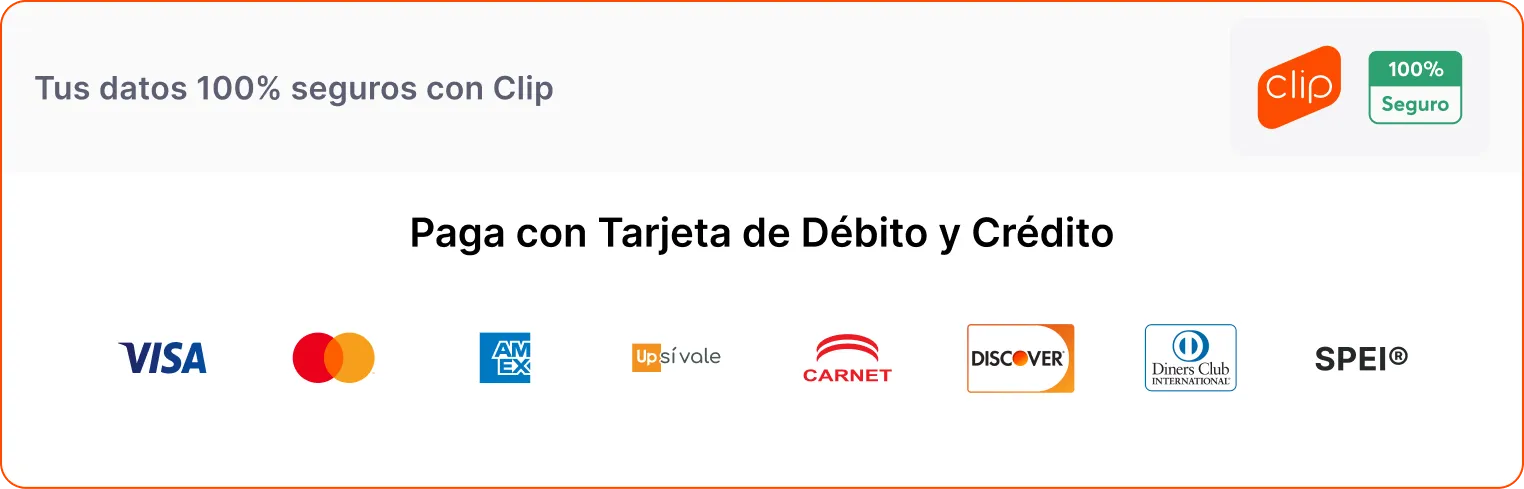 Tus datos 100% seguros con Clip
clip
100%
Seguro
Paga con Tarjeta de Débito y Crédito
VISA
AM
EX
Up sí vale
CARNET
DISCOVER
Diners Club
INTERNATIONAL
SPEI®